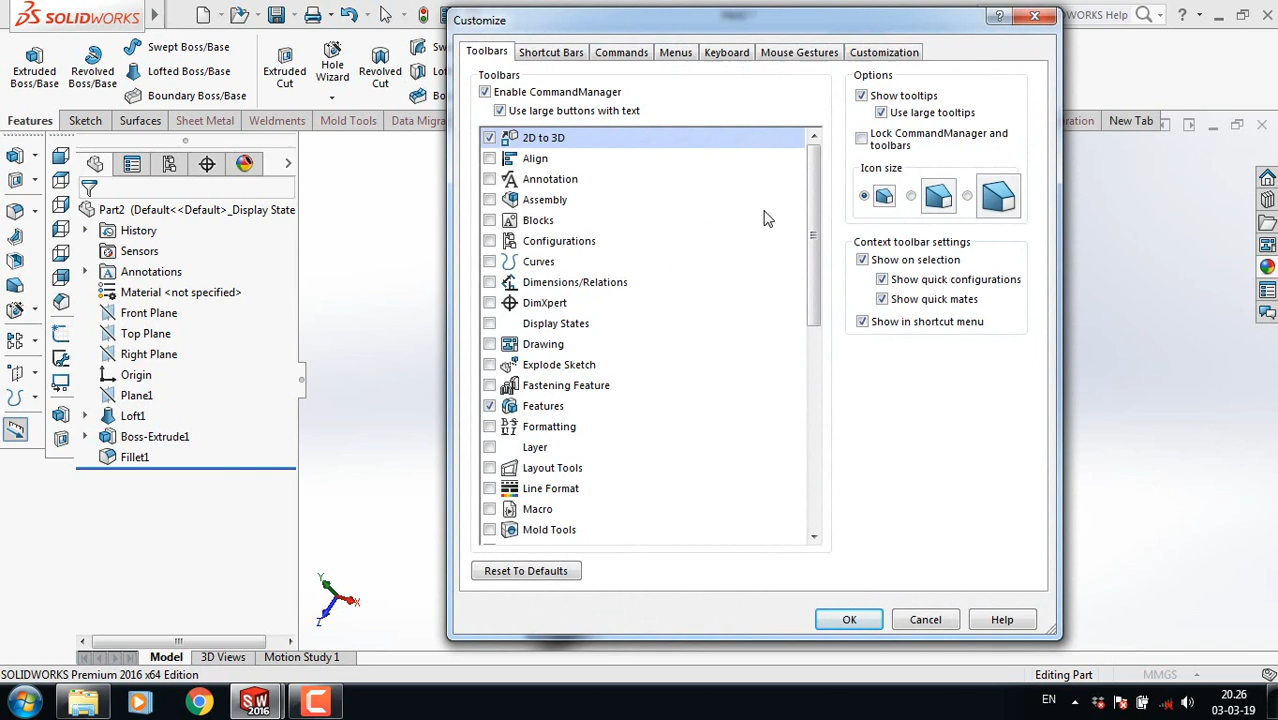 SOLIDWORKS
Customize
SOLIDWORKS Help
Extruded Boss/Base
Revolved Boss/Base
Swept Boss/Base
Lofted Boss/Base
Boundary Boss/Base
Extruded Cut
Hole Wizard
Revolved Cut
Features Sketch Surfaces Sheet Metal Weldments Mold Tools Data Migra
New Tab
Part2 (Default<<Default>_Display State
History
Sensors
Annotations
Material <not specified>
Front Plane
Top Plane
Right Plane
Origin
Plane1
Loft1
Boss-Extrude1
Fillet1
Toolbars Shortcut Bars Commands Menus Keyboard Mouse Gestures Customization
Toolbars
Enable CommandManager
Use large buttons with text
2D to 3D
Align
Annotation
Assembly
Blocks
Configurations
Curves
Dimensions/Relations
DimXpert
Display States
Drawing
Explode Sketch
Fastening Feature
Features
Formatting
Layer
Layout Tools
Line Format
Macro
Mold Tools
Reset To Defaults
Options
Show tooltips
Use large tooltips
Lock CommandManager and
toolbars
Icon size
Context toolbar settings
Show on selection
Show quick configurations
Show quick mates
Show in shortcut menu
OK Cancel Help
Y
X
Z
Model 3D Views Motion Study 1
SOLIDWORKS Premium 2016 x64 Edition
Editing Part MMGS
SW 2016
EN
20.26
03-03-19